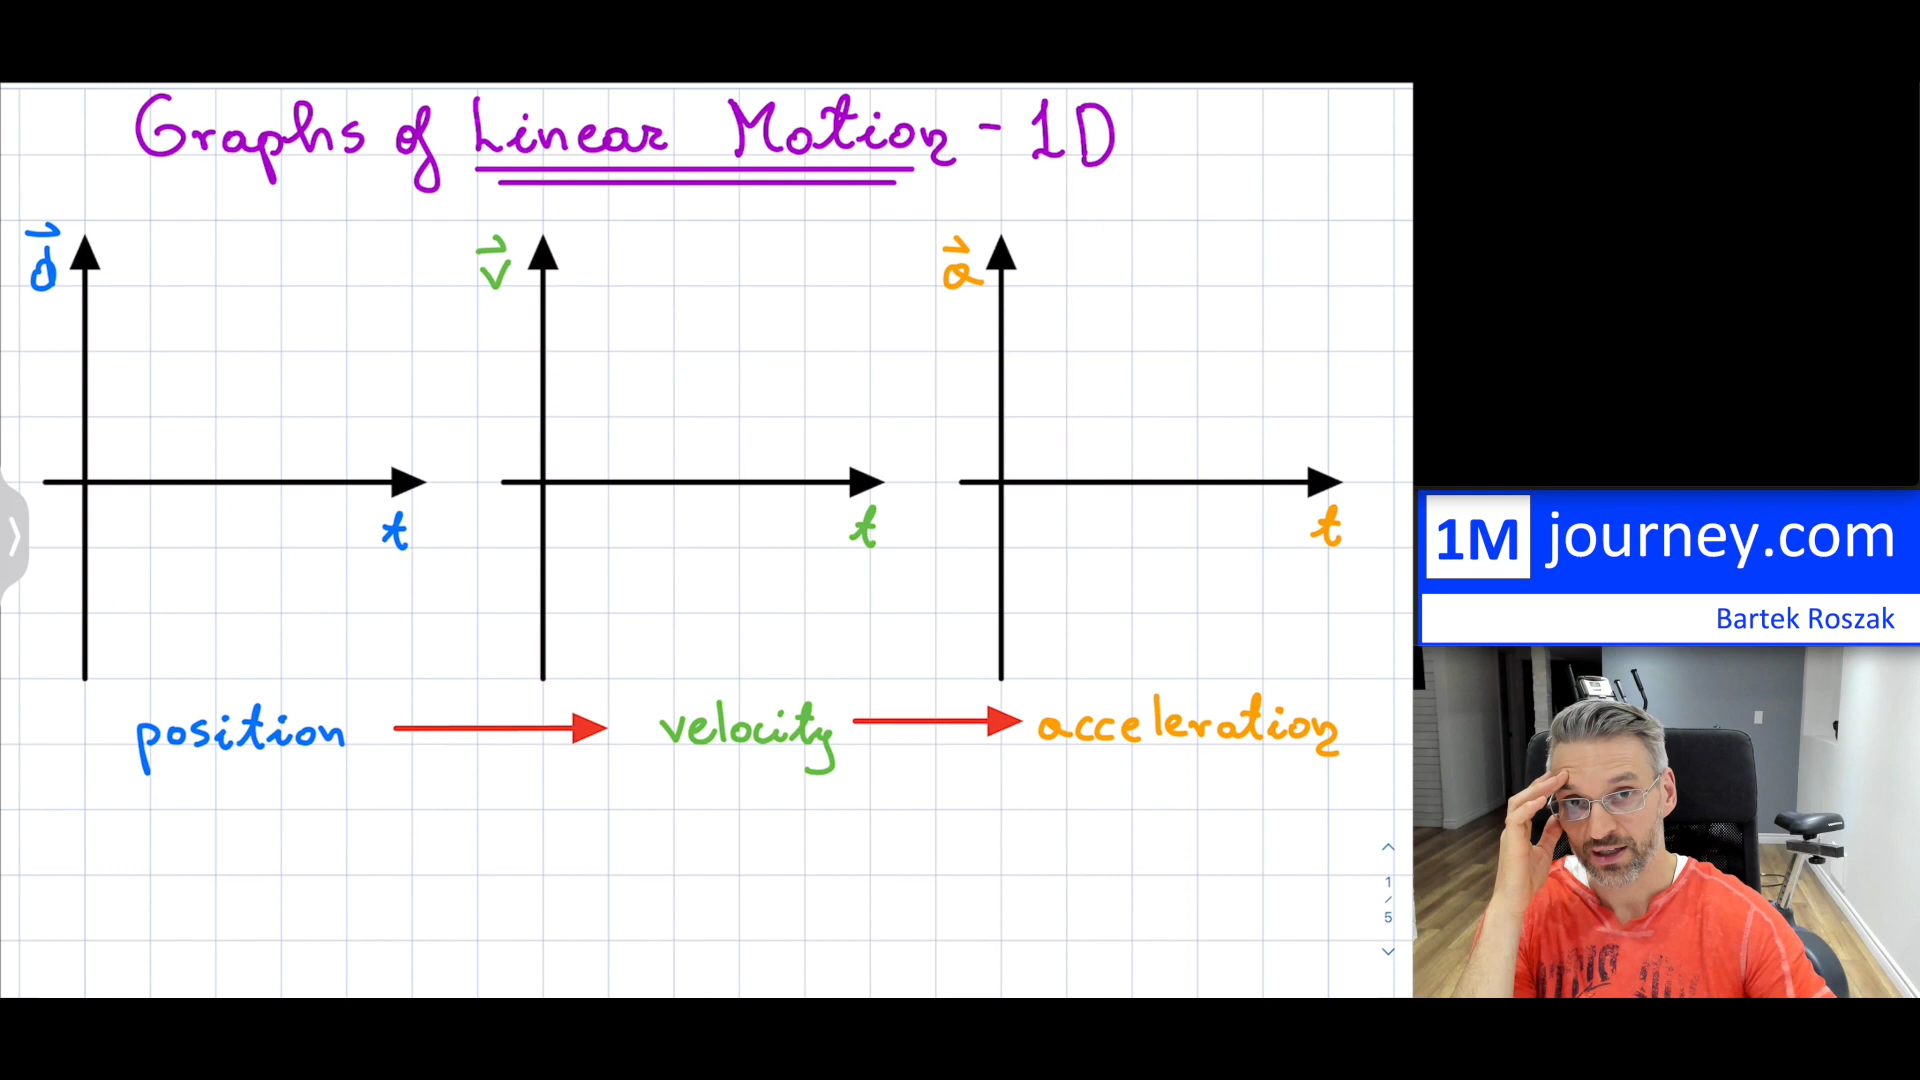 Graphs of Linear Motion - 1D
d
v
a
t
t
t
position
velocity
acceleration
1
/
5
1M journey.com
Bartek Roszak